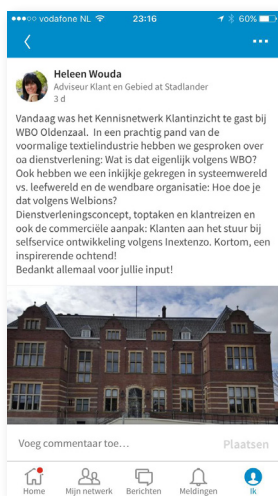 vodafone NL 23:16 60%
Heleen Wouda
Adviseur Klant en Gebied at Stadlander
3 d
Vandaag was het Kennisnetwerk Klantinzicht te gast bij
WBO Oldenzaal. In een prachtig pand van de
voormalige textielindustrie hebben we gesproken over
oa dienstverlening: Wat is dat eigenlijk volgens WBO?
Ook hebben we een inkijkje gekregen in systeemwereld
vs. leefwereld en de wendbare organisatie: Hoe doe je
dat volgens Welbions?
Dienstverleningsconcept, toptaken en klantreizen en
ook de commerciële aanpak: Klanten aan het stuur bij
selfservice ontwikkeling volgens Inextenzo. Kortom, een
inspirerende ochtend!
Bedankt allemaal voor jullie input!
Voeg commentaar toe... Plaatsen
Home Mijn netwerk Berichten Meldingen Ik